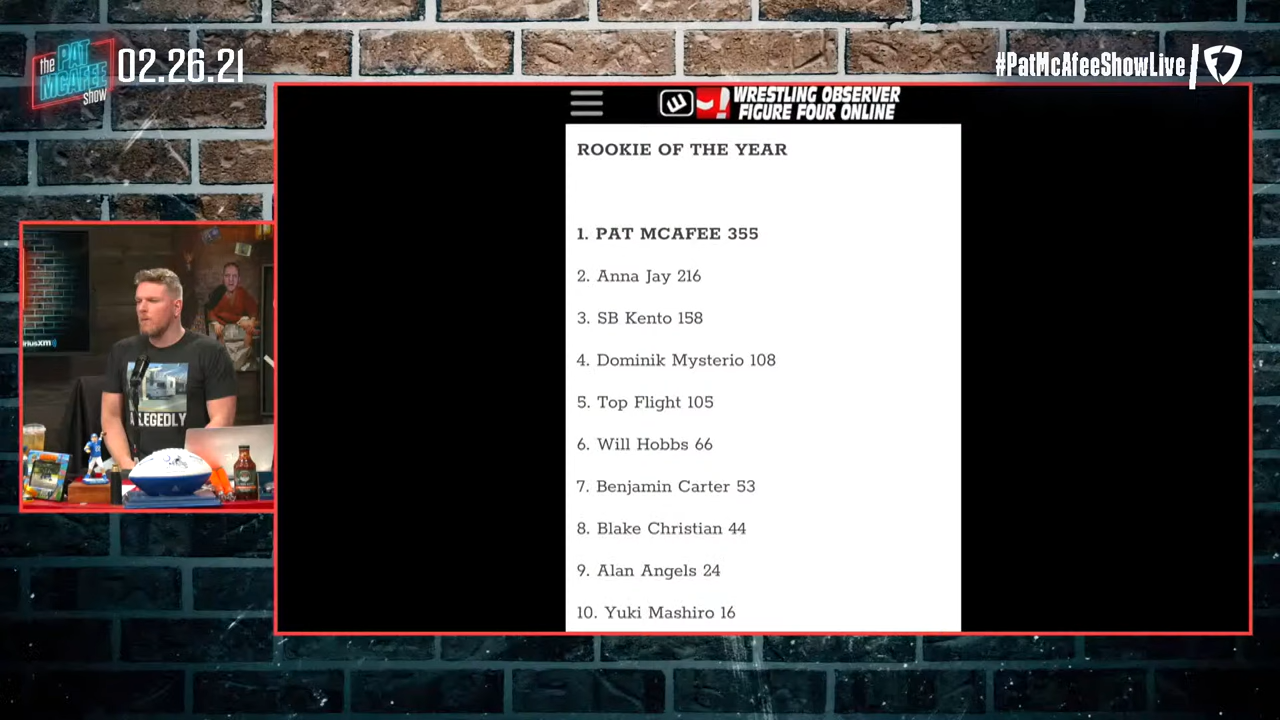 the PAT MCAFEE show
02.26.21
#PatMcAfeeShowLive
WRESTLING OBSERVER
FIGURE FOUR ONLINE
ROOKIE OF THE YEAR
1. PAT MCAFEE 355
2. Anna Jay 216
3. SB Kento 158
4. Dominik Mysterio 108
5. Top Flight 105
6. Will Hobbs 66
7. Benjamin Carter 53
8. Blake Christian 44
9. Alan Angels 24
10. Yuki Mashiro 16
riusxm
LLEGEDLY